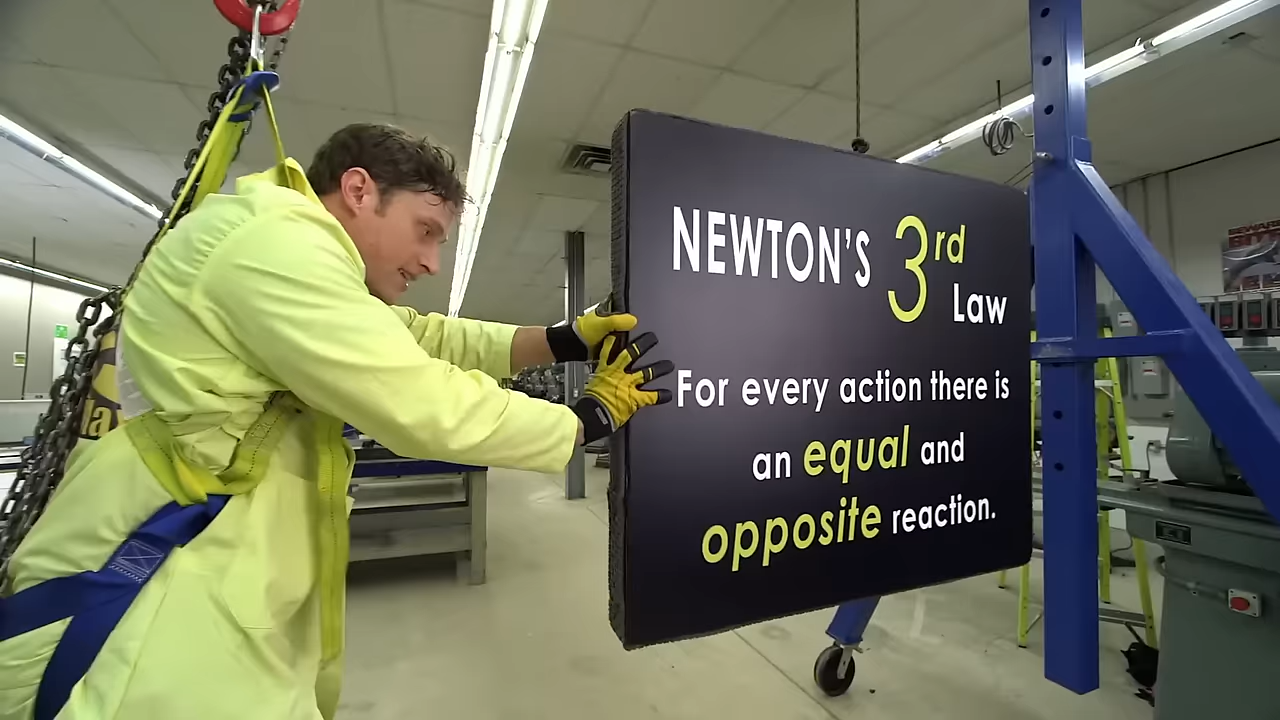 NEWTON'S 3rd
Law
For every action there is
an equal and
opposite reaction.